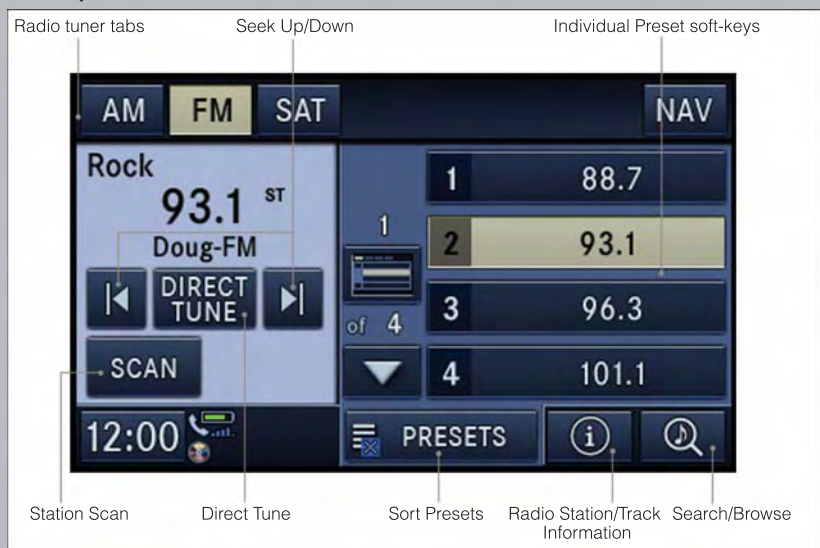 Radio tuner tabs
Seek Up/Down
Individual Preset soft-keys
AM
FM
SAT
NAV
Rock
93.1 ST
Doug-FM
DIRECT
TUNE
SCAN
12:00
1
of 4
1 88.7
2 93.1
3 96.3
4 101.1
PRESETS
i
Station Scan
Direct Tune
Sort Presets
Radio Station/Track
Information
Search/Browse